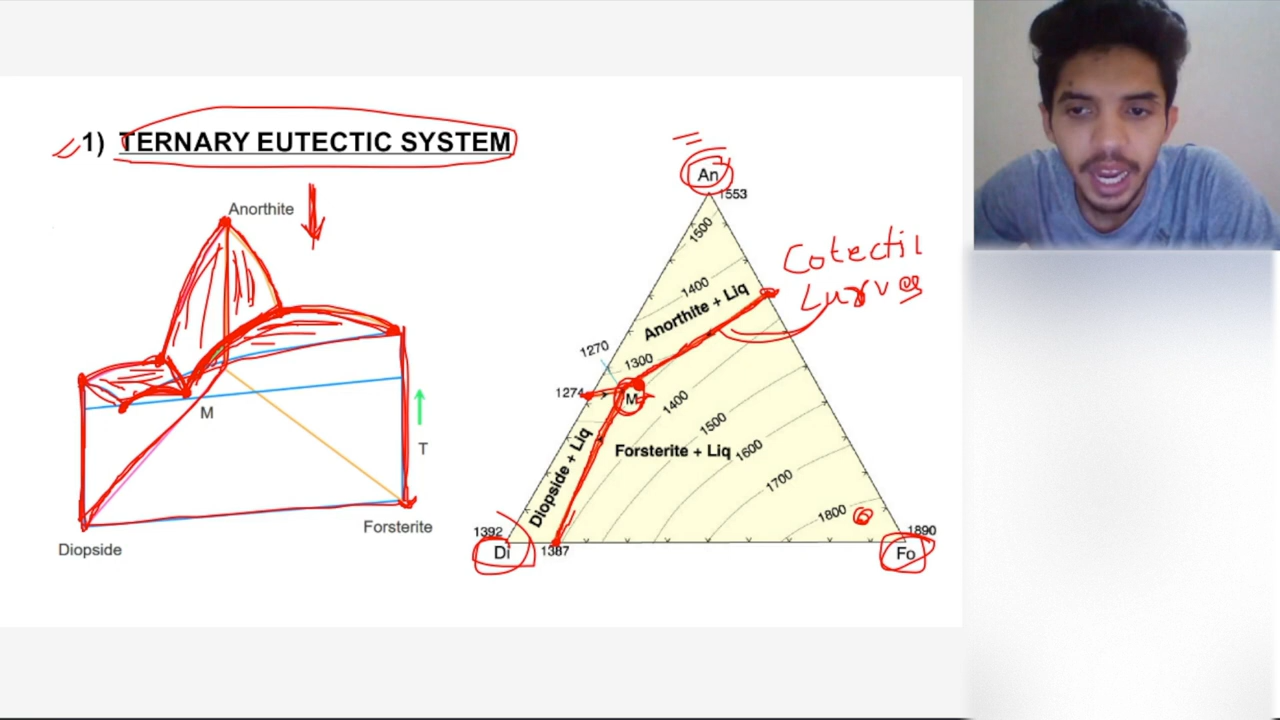 1) TERNARY EUTECTIC SYSTEM
Anorthite
M
T
Forsterite
Diopside
An
1553
1500
1400
Anorthite + Liq
1270
1300
1274
M
1400
1500
Forsterite + Liq
1600
1700
1800
Diopside + Liq
1392
Di
1387
1890
Fo
Cotectic
Curves